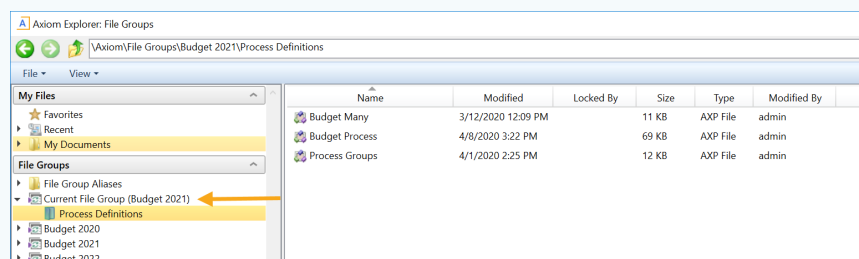 A Axiom Explorer: File Groups
\Axiom\File Groups\Budget 2021\Process Definitions
File View
My Files
Favorites
Recent
My Documents
File Groups
File Group Aliases
Current File Group (Budget 2021)
Process Definitions
Budget 2020
Budget 2021
Budget 2022
Name Modified Locked By Size Type Modified By
Budget Many 3/12/2020 12:09 PM 11 KB AXP File admin
Budget Process 4/8/2020 3:22 PM 69 KB AXP File admin
Process Groups 4/1/2020 2:25 PM 12 KB AXP File admin